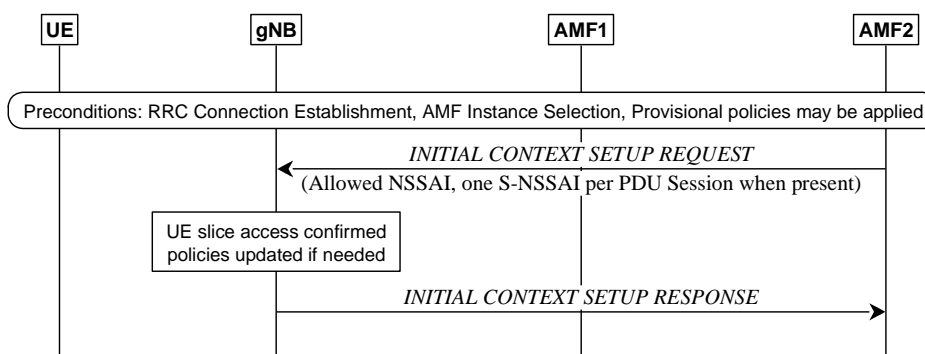 UE gNB AMF1 AMF2
Preconditions: RRC Connection Establishment, AMF Instance Selection, Provisional policies may be applied
INITIAL CONTEXT SETUP REQUEST
(Allowed NSSAI, one S-NSSAI per PDU Session when present)
UE slice access confirmed
policies updated if needed
INITIAL CONTEXT SETUP RESPONSE